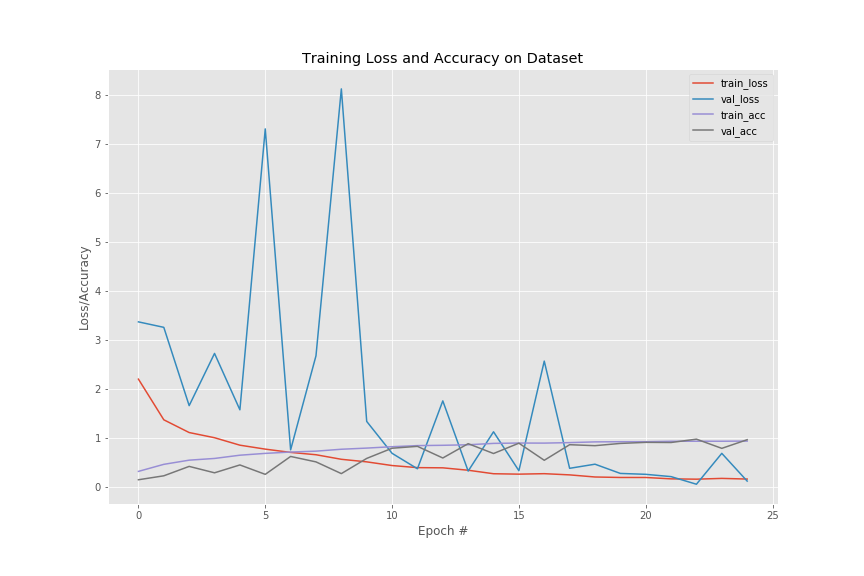 Training Loss and Accuracy on Dataset
train_loss
val_loss
train_acc
val_acc
8
7
6
5
4
3
2
1
0
Loss/Accuracy
0 5 10 15 20 25
Epoch #